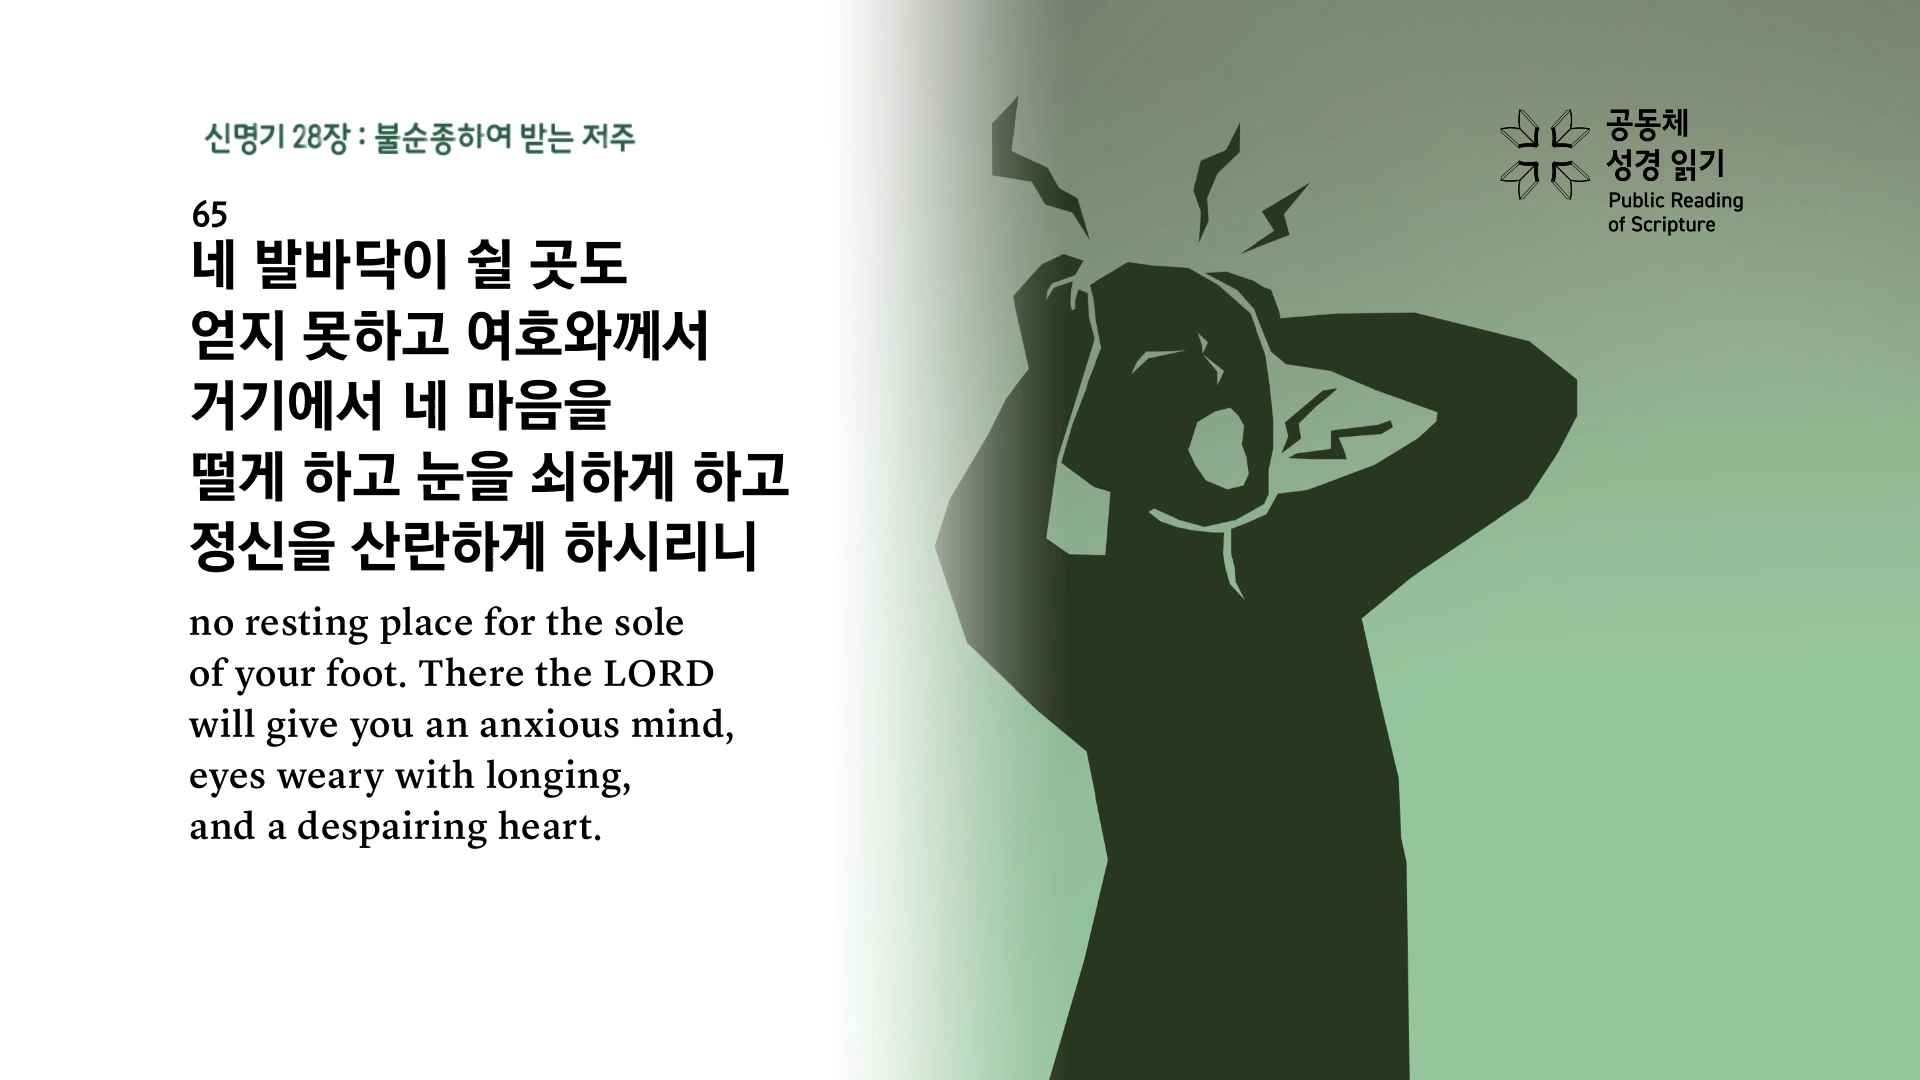 신명기 28장 : 불순종하여 받는 저주
65
네 발바닥이 쉴 곳도
얻지 못하고 여호와께서
거기에서 네 마음을
떨게 하고 눈을 쇠하게 하고
정신을 산란하게 하시리니
no resting place for the sole
of your foot. There the LORD
will give you an anxious mind,
eyes weary with longing,
and a despairing heart.
공동체
성경 읽기
Public Reading
of Scripture